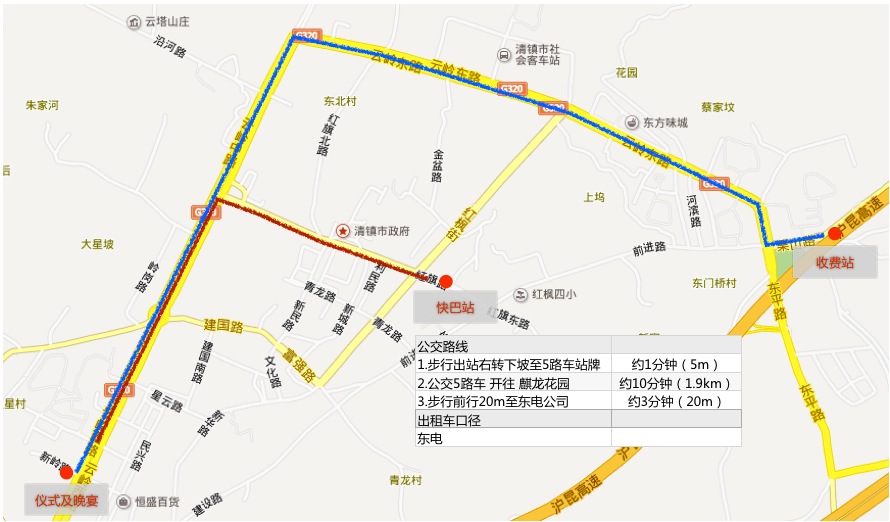 云塔山庄
沿河路
G320
云岭东路
云岭东路
清镇市社
会客车站
花园
朱家河
东北村
G320
G320
蔡家坟
红旗北路
东方味城
云岭东路
金盆路
G320
上坞
河滨路
沪昆高速
红枫街
G320
清镇市政府
大星坡
前进路
收费站
岭岗路
利民路
红旗路
东门桥村
青龙路
红枫四小
快巴站
东平路
新民路
新城路
红旗东路
建国路
青龙路
建国南路
富强路
文化路
公交路线
1.步行出站右转下坡至5路车站牌 约1分钟（5m）
2.公交5路车 开往 麒龙花园 约10分钟（1.9km）
3.步行前行20m至东电公司 约3分钟（20m）
出租车口径
东电
G320
星云路
星村
新华路
东平路
民兴路
新岭路
沪昆高速
青龙村
仪式及晚宴
恒盛百货
建设路
沪昆高速